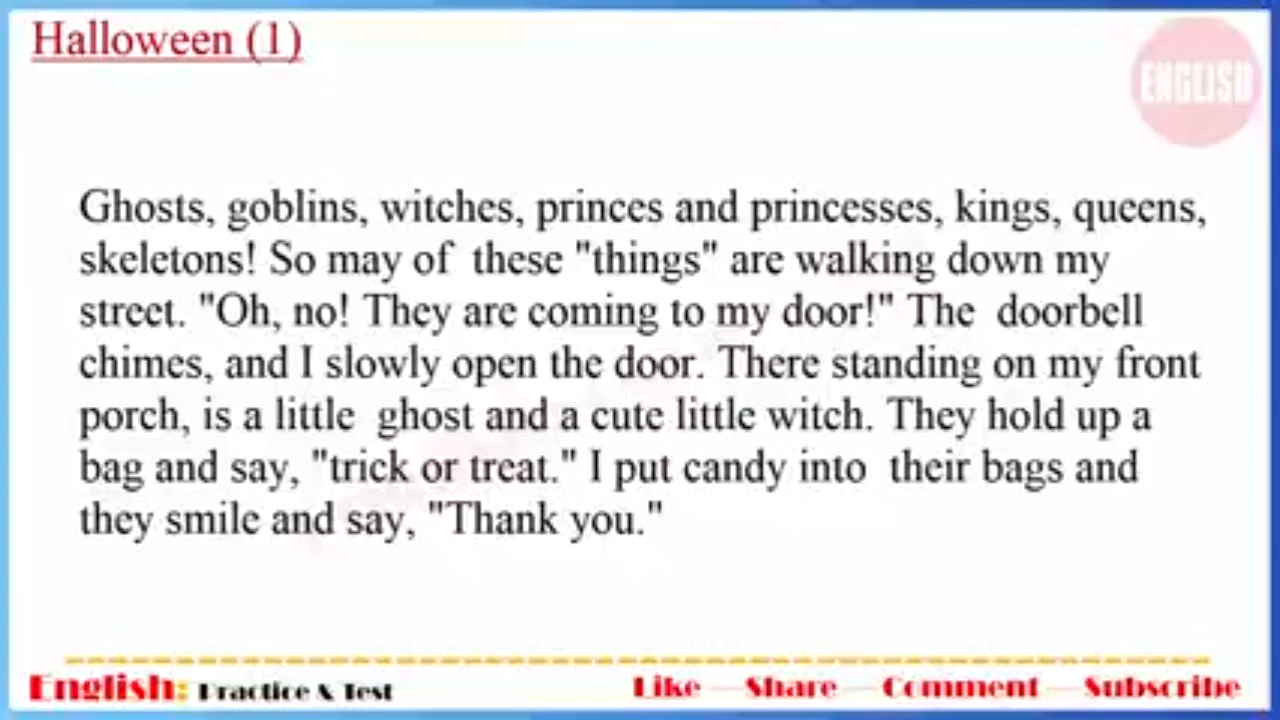 Halloween (1)
ENGLISH
Ghosts, goblins, witches, princes and princesses, kings, queens,
skeletons! So may of these "things" are walking down my
street. "Oh, no! They are coming to my door!" The doorbell
chimes, and I slowly open the door. There standing on my front
porch, is a little ghost and a cute little witch. They hold up a
bag and say, "trick or treat." I put candy into their bags and
they smile and say, "Thank you."
English: Practice & Test
Like — Share — Comment — Subscribe